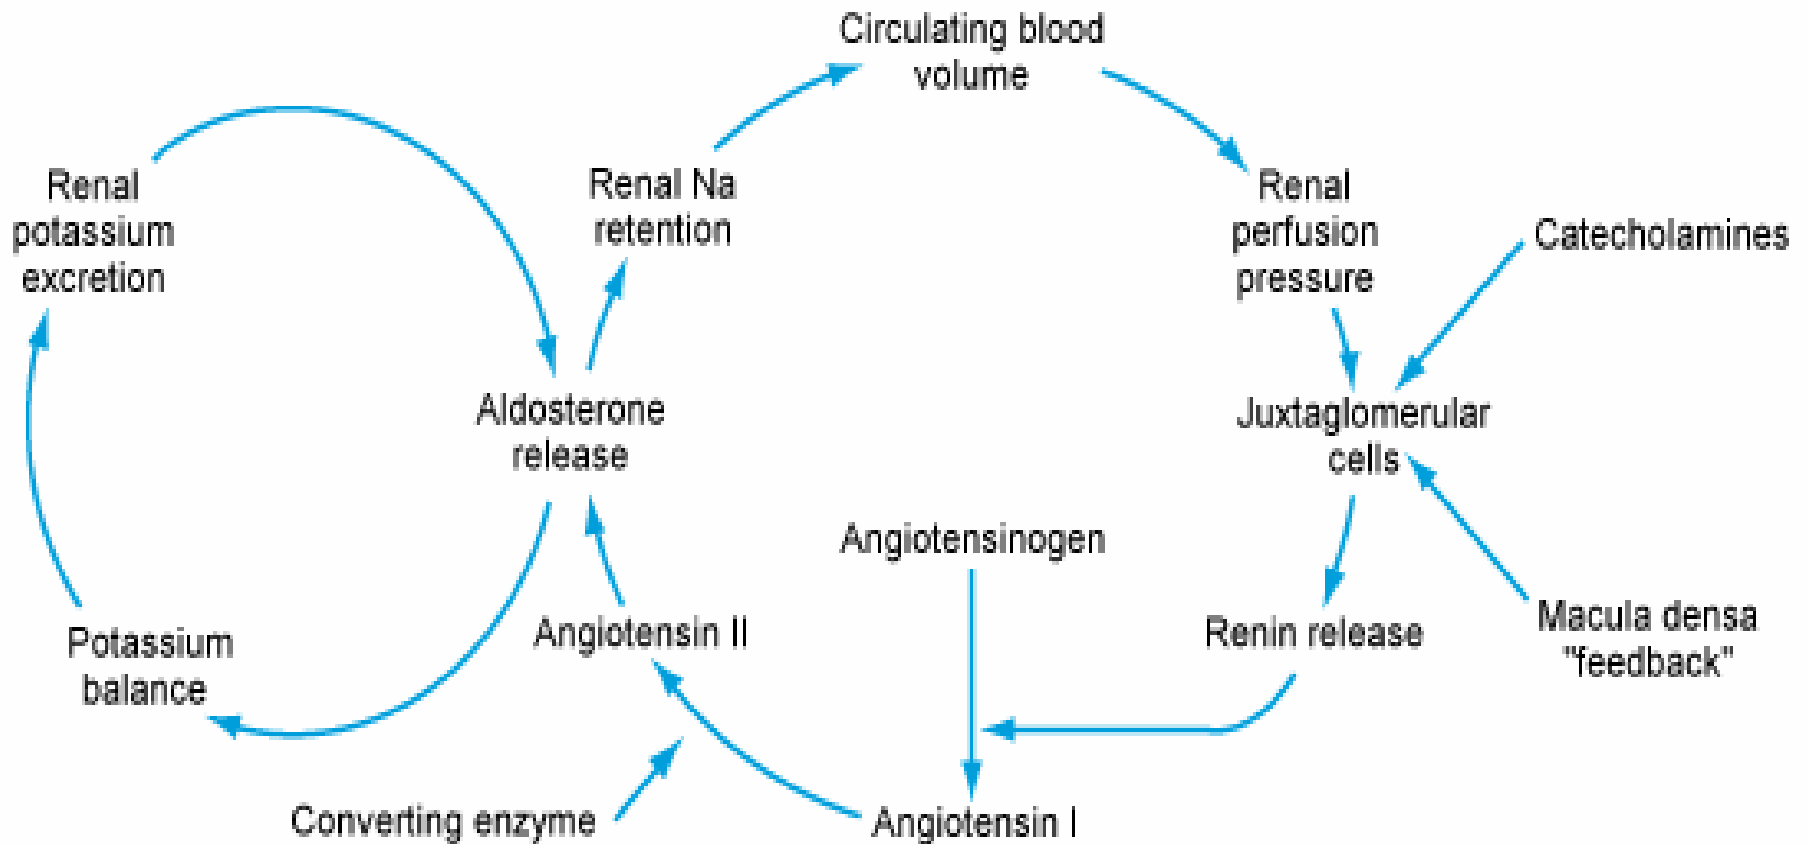 Circulating blood
volume
Renal
potassium
excretion
Renal Na
retention
Renal
perfusion
pressure
Catecholamines
Aldosterone
release
Juxtaglomerular
cells
Angiotensinogen
Potassium
balance
Angiotensin II
Renin release
Macula densa
"feedback"
Converting enzyme
Angiotensin I